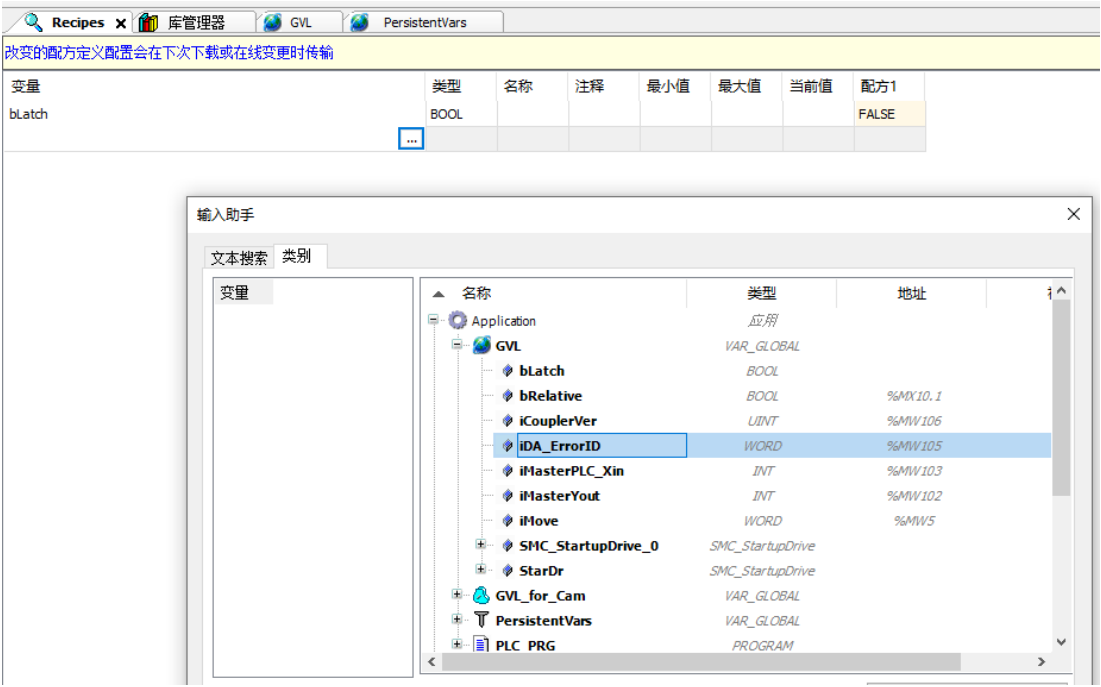 Recipes 库管理器 GVL PersistentVars
改变的配方定义配置会在下次下载或在线变更时传输
变量 类型 名称 注释 最小值 最大值 当前值 配方1
bLatch BOOL FALSE
...
输入助手
文本搜索 类别
变量
名称 类型 地址
Application 应用
GVL VAR_GLOBAL
bLatch BOOL
bRelative BOOL %MX10.1
iCouplerVer UINT %MW106
iDA_ErrorID WORD %MW105
iMasterPLC_Xin INT %MW103
iMasterYout INT %MW102
iMove WORD %MW5
SMC_StartupDrive_0 SMC_StartupDrive
StarDr SMC_StartupDrive
GVL_for_Cam VAR_GLOBAL
PersistentVars VAR_GLOBAL
PLC_PRG PROGRAM